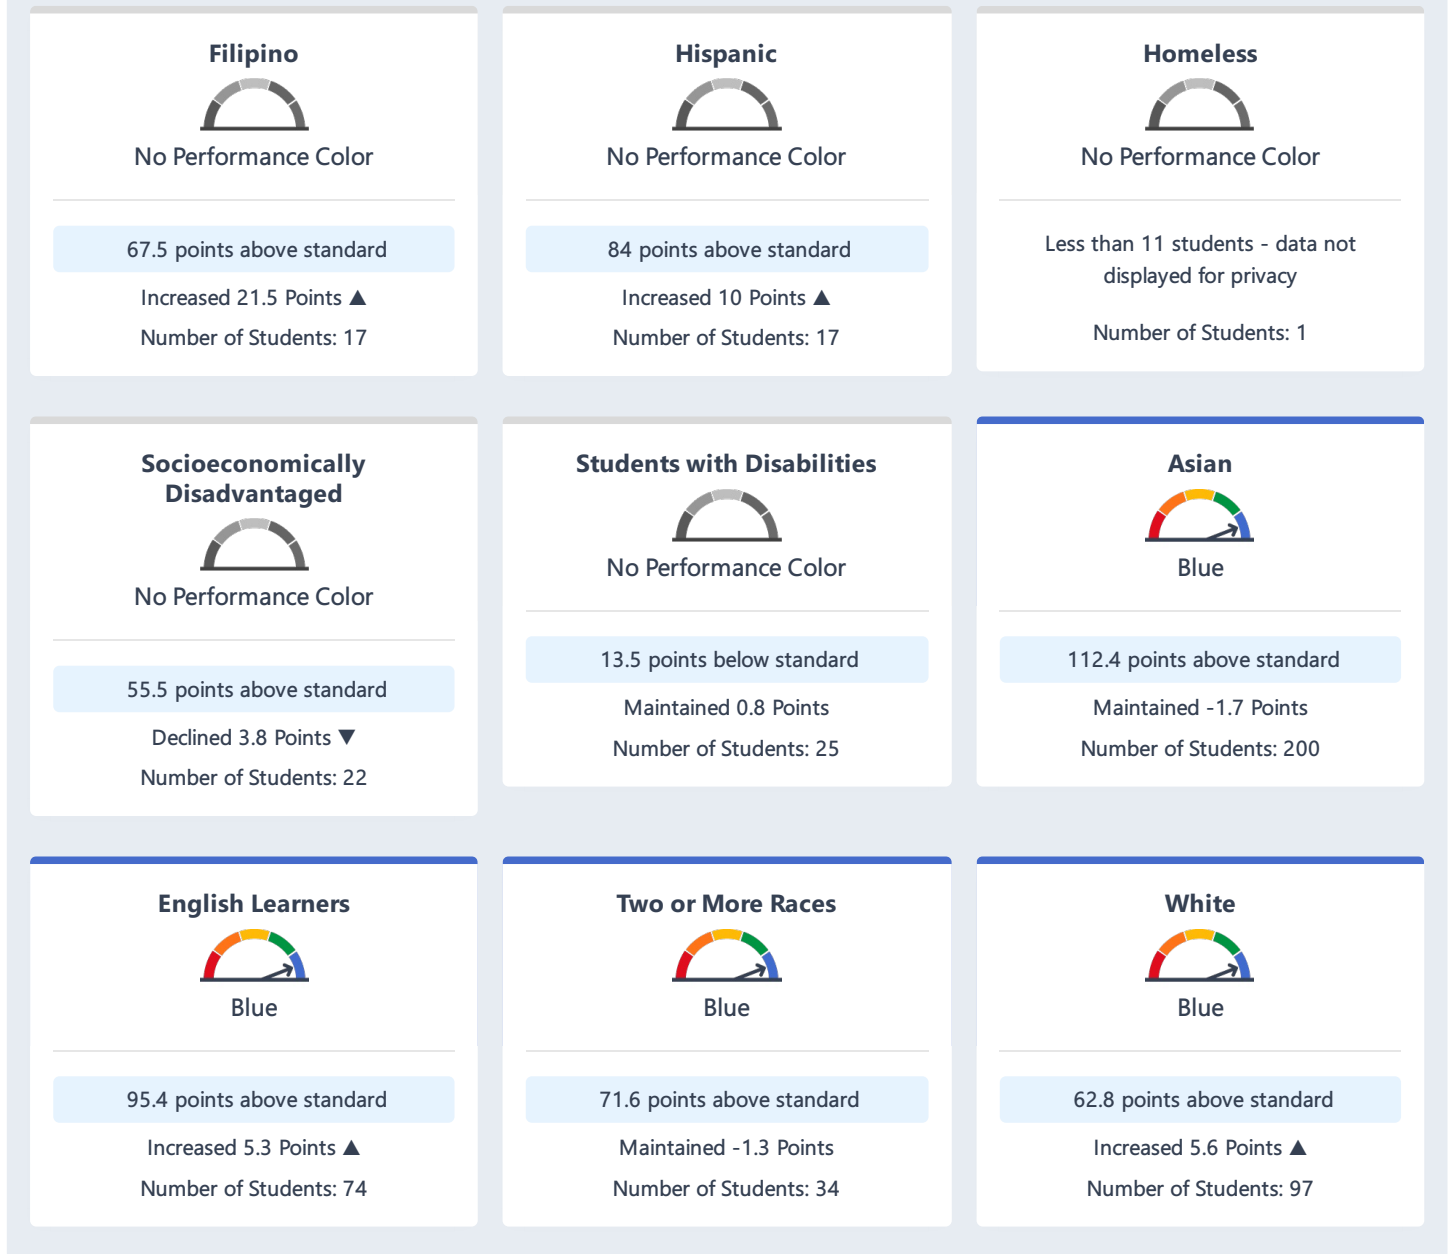 Filipino
No Performance Color
67.5 points above standard
Increased 21.5 Points ▲
Number of Students: 17
Hispanic
No Performance Color
84 points above standard
Increased 10 Points ▲
Number of Students: 17
Homeless
No Performance Color
Less than 11 students - data not
displayed for privacy
Number of Students: 1
Socioeconomically
Disadvantaged
No Performance Color
55.5 points above standard
Declined 3.8 Points ▼
Number of Students: 22
Students with Disabilities
No Performance Color
13.5 points below standard
Maintained 0.8 Points
Number of Students: 25
Asian
Blue
112.4 points above standard
Maintained -1.7 Points
Number of Students: 200
English Learners
Blue
95.4 points above standard
Increased 5.3 Points ▲
Number of Students: 74
Two or More Races
Blue
71.6 points above standard
Maintained -1.3 Points
Number of Students: 34
White
Blue
62.8 points above standard
Increased 5.6 Points ▲
Number of Students: 97